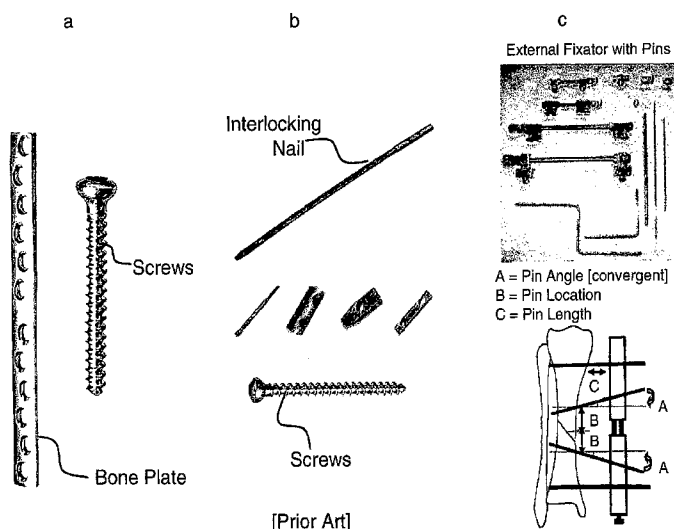 a
b
c
External Fixator with Pins
Interlocking
Nail
Screws
A = Pin Angle [convergent]
B = Pin Location
C = Pin Length
C
A
B
B
A
Screws
Bone Plate
[Prior Art]